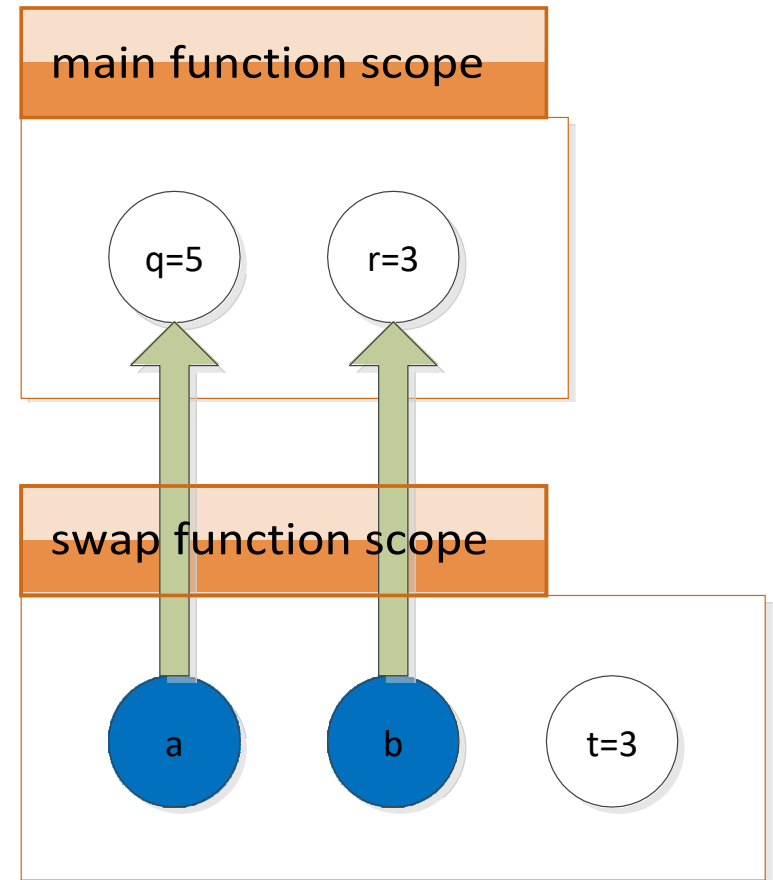 main function scope
q=5
r=3
swap function scope
a
b
t=3